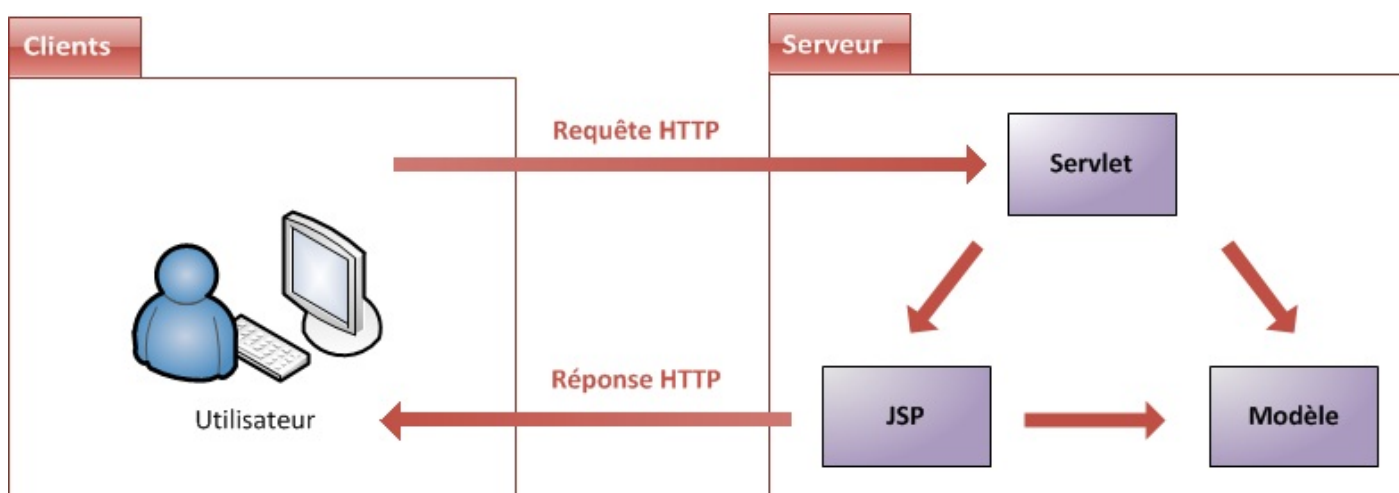 Clients
Serveur
Requête HTTP
Servlet
Réponse HTTP
JSP
Modèle
Utilisateur